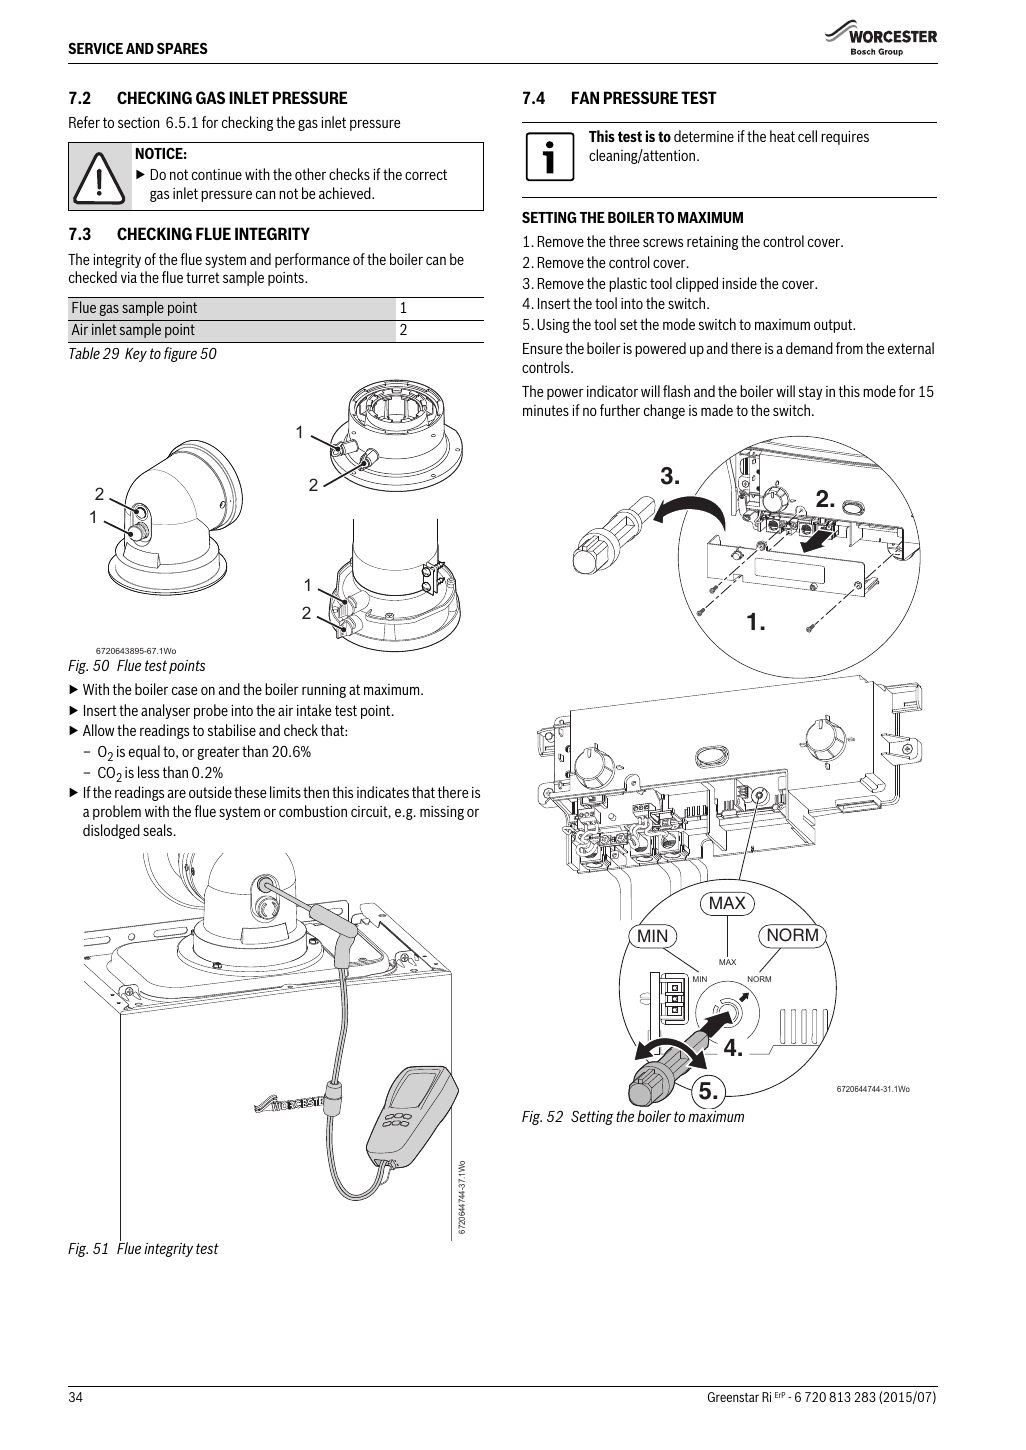 SERVICE AND SPARES
WORCESTER
Bosch Group
7.2 CHECKING GAS INLET PRESSURE
Refer to section 6.5.1 for checking the gas inlet pressure
NOTICE:
▶ Do not continue with the other checks if the correct
gas inlet pressure can not be achieved.
7.3 CHECKING FLUE INTEGRITY
The integrity of the flue system and performance of the boiler can be
checked via the flue turret sample points.
Flue gas sample point 1
Air inlet sample point 2
Table 29 Key to figure 50
1
2
2
1
1
2
6720643895-67.1Wo
Fig. 50 Flue test points
▶ With the boiler case on and the boiler running at maximum.
▶ Insert the analyser probe into the air intake test point.
▶ Allow the readings to stabilise and check that:
– O2 is equal to, or greater than 20.6%
– CO2 is less than 0.2%
▶ If the readings are outside these limits then this indicates that there is
a problem with the flue system or combustion circuit, e.g. missing or
dislodged seals.
WORCESTE
6720644744-37.1Wo
Fig. 51 Flue integrity test
7.4 FAN PRESSURE TEST
This test is to determine if the heat cell requires
cleaning/attention.
SETTING THE BOILER TO MAXIMUM
1. Remove the three screws retaining the control cover.
2. Remove the control cover.
3. Remove the plastic tool clipped inside the cover.
4. Insert the tool into the switch.
5. Using the tool set the mode switch to maximum output.
Ensure the boiler is powered up and there is a demand from the external
controls.
The power indicator will flash and the boiler will stay in this mode for 15
minutes if no further change is made to the switch.
3.
2.
1.
MAX
MIN NORM
MAX
MIN NORM
4.
5.
6720644744-31.1Wo
Fig. 52 Setting the boiler to maximum
34
Greenstar Ri ErP - 6 720 813 283 (2015/07)